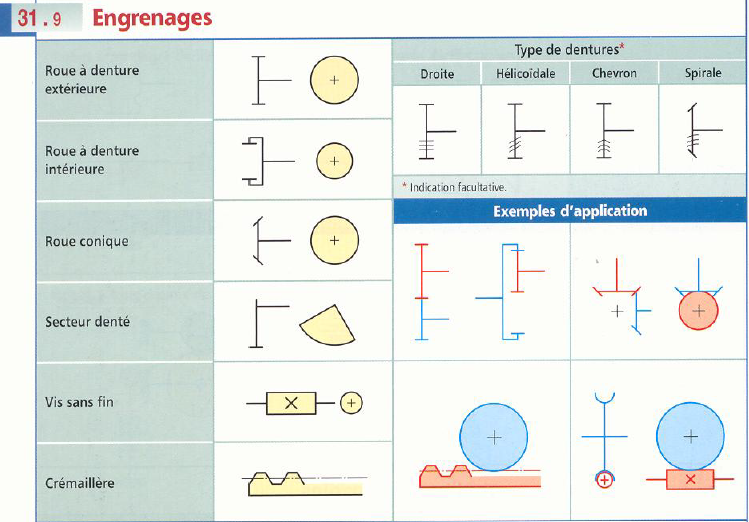 31.9 Engrenages
Roue à denture
extérieure
Roue à denture
intérieure
Roue conique
Secteur denté
Vis sans fin
Crémaillère
Type de dentures*
Droite Hélicoïdale Chevron Spirale
* Indication facultative.
Exemples d'application